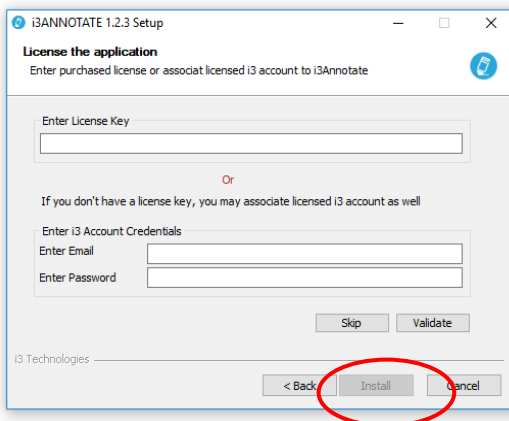 i3ANNOTATE 1.2.3 Setup
License the application
Enter purchased license or associat licensed i3 account to i3Annotate
Enter License Key
Or
If you don't have a license key, you may associate licensed i3 account as well
Enter i3 Account Credentials
Enter Email
Enter Password
Skip Validate
i3 Technologies
< Back Install Cancel